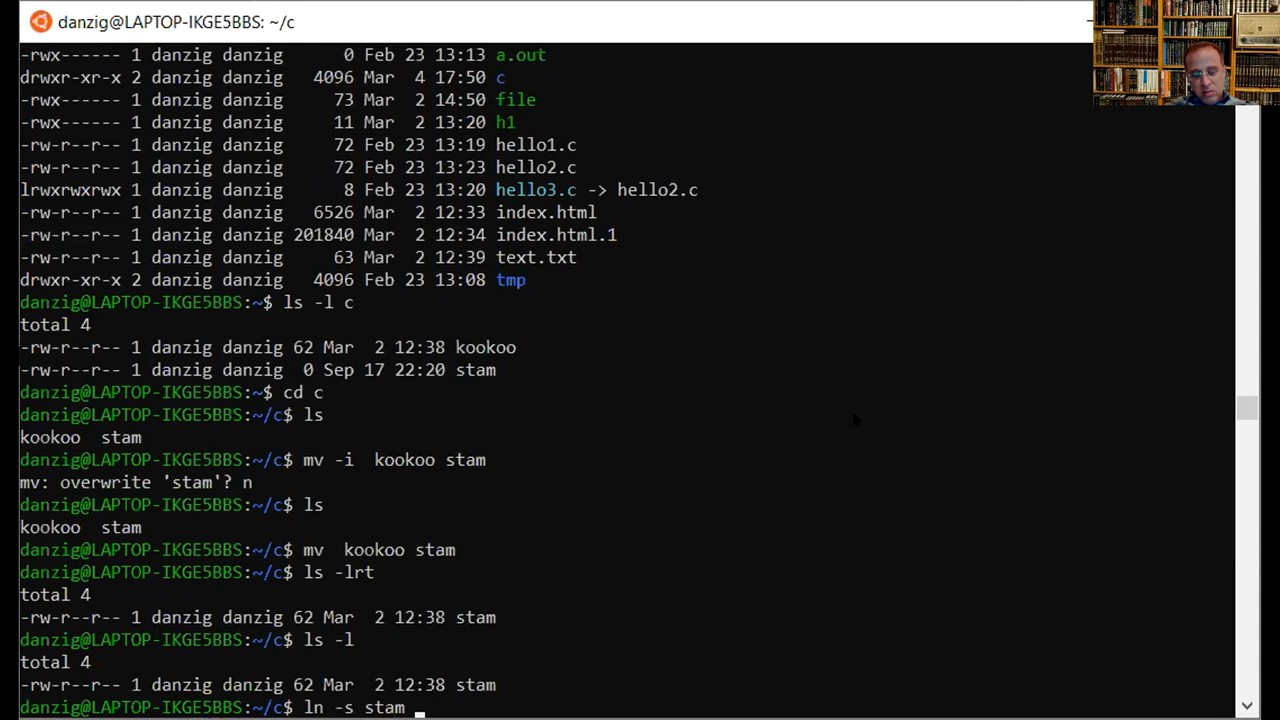 danzig@LAPTOP-IKGE5BBS: ~/c
-rwx------ 1 danzig danzig      0 Feb 23 13:13 a.out
drwxr-xr-x 2 danzig danzig   4096 Mar  4 17:50 c
-rwx------ 1 danzig danzig     73 Mar  2 14:50 file
-rwx------ 1 danzig danzig     11 Mar  2 13:20 h1
-rw-r--r-- 1 danzig danzig     72 Feb 23 13:19 hello1.c
-rw-r--r-- 1 danzig danzig     72 Feb 23 13:23 hello2.c
lrwxrwxrwx 1 danzig danzig      8 Feb 23 13:20 hello3.c -> hello2.c
-rw-r--r-- 1 danzig danzig   6526 Mar  2 12:33 index.html
-rw-r--r-- 1 danzig danzig 201840 Mar  2 12:34 index.html.1
-rw-r--r-- 1 danzig danzig     63 Mar  2 12:39 text.txt
drwxr-xr-x 2 danzig danzig   4096 Feb 23 13:08 tmp
danzig@LAPTOP-IKGE5BBS:~$ ls -l c
total 4
-rw-r--r-- 1 danzig danzig 62 Mar  2 12:38 kookoo
-rw-r--r-- 1 danzig danzig  0 Sep 17 22:20 stam
danzig@LAPTOP-IKGE5BBS:~$ cd c
danzig@LAPTOP-IKGE5BBS:~/c$ ls
kookoo  stam
danzig@LAPTOP-IKGE5BBS:~/c$ mv -i  kookoo stam
mv: overwrite 'stam'? n
danzig@LAPTOP-IKGE5BBS:~/c$ ls
kookoo  stam
danzig@LAPTOP-IKGE5BBS:~/c$ mv  kookoo stam
danzig@LAPTOP-IKGE5BBS:~/c$ ls -lrt
total 4
-rw-r--r-- 1 danzig danzig 62 Mar  2 12:38 stam
danzig@LAPTOP-IKGE5BBS:~/c$ ls -l
total 4
-rw-r--r-- 1 danzig danzig 62 Mar  2 12:38 stam
danzig@LAPTOP-IKGE5BBS:~/c$ ln -s stam